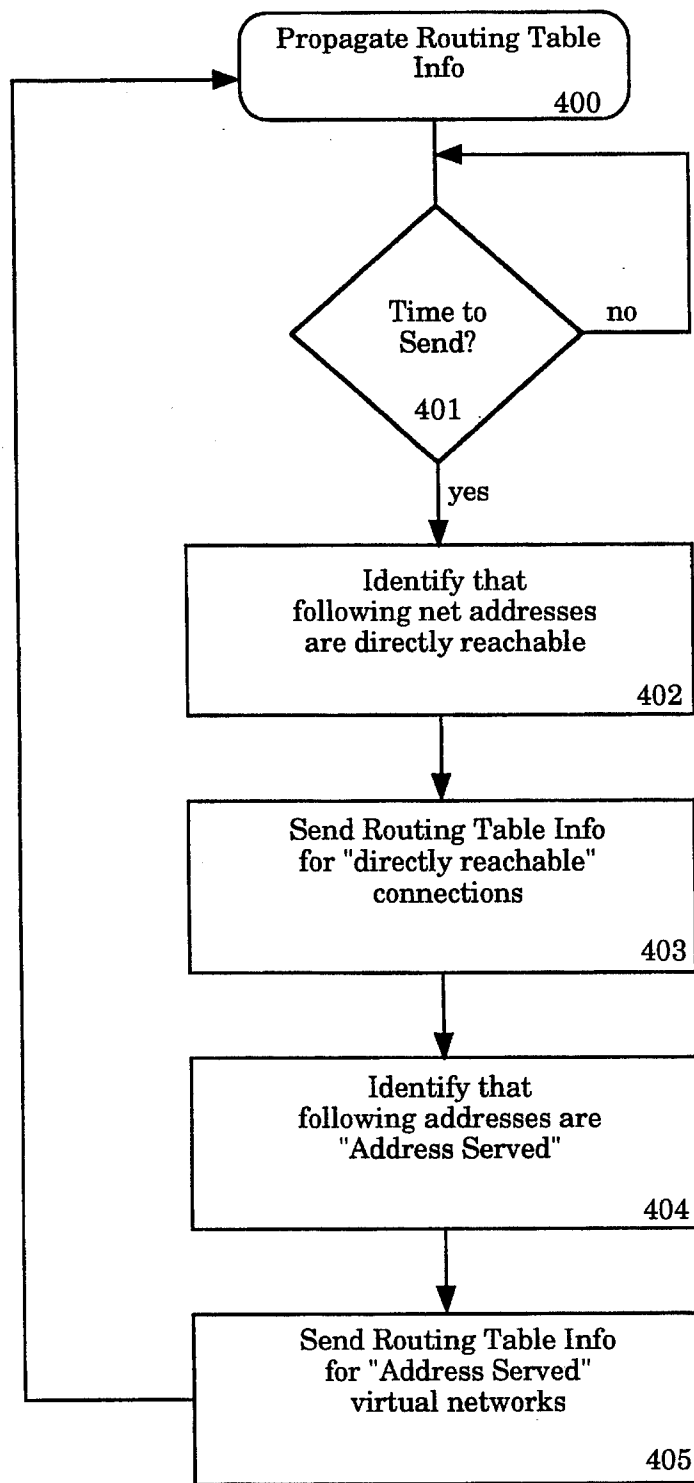 Propagate Routing Table
Info
400
Time to
Send?
no
401
yes
Identify that
following net addresses
are directly reachable
402
Send Routing Table Info
for "directly reachable"
connections
403
Identify that
following addresses are
"Address Served"
404
Send Routing Table Info
for "Address Served"
virtual networks
405